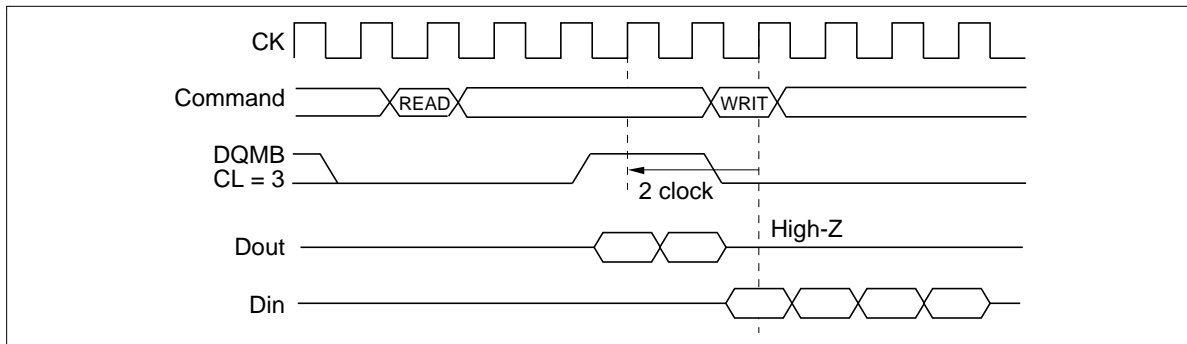 CK
Command
READ
WRIT
DQMB
CL = 3
2 clock
Dout
High-Z
Din